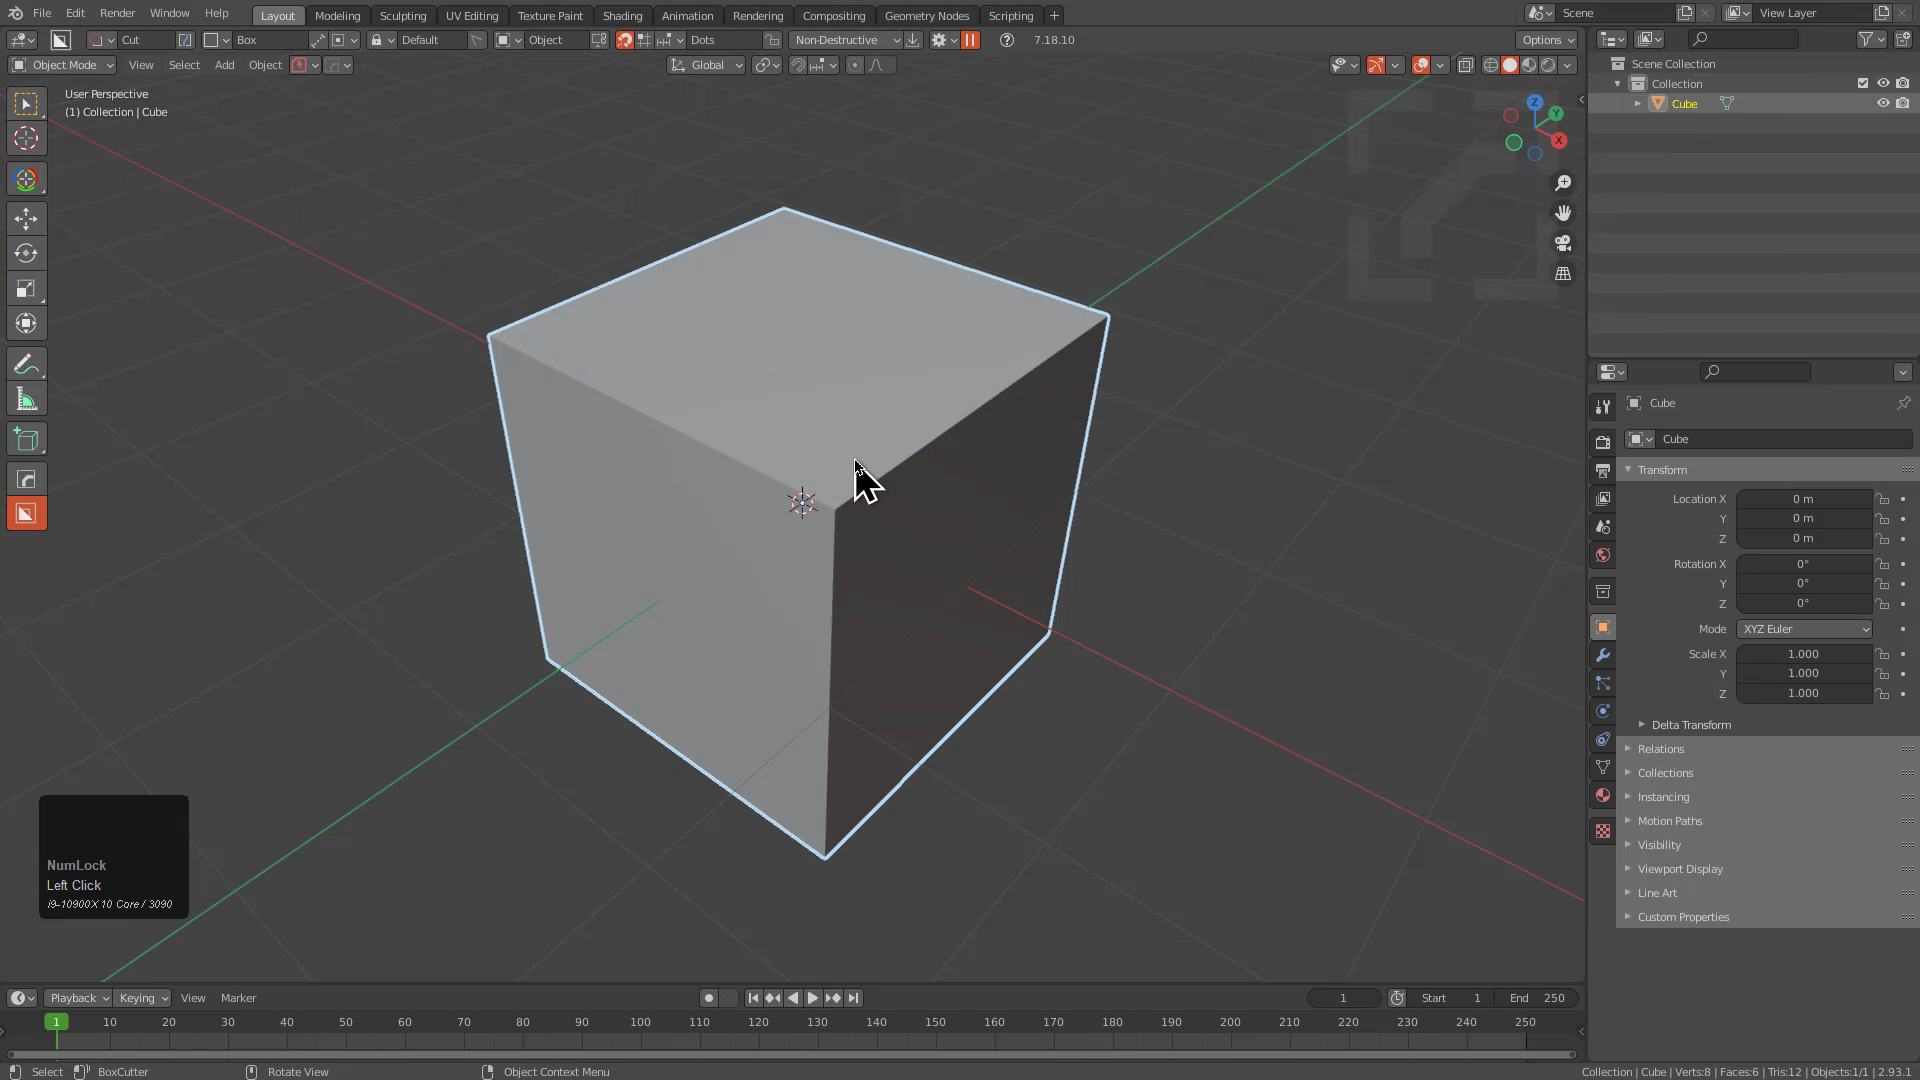 File Edit Render Window Help Layout Modeling Sculpting UV Editing Texture Paint Shading Animation Rendering Compositing Geometry Nodes Scripting + Scene View Layer
Cut Box Default Object Dots Non-Destructive 7.18.10 Options
Object Mode View Select Add Object Global
User Perspective
(1) Collection | Cube
Z
Y
X
Scene Collection
Collection
Cube
Cube
Cube
Transform
Location X 0 m
Y 0 m
Z 0 m
Rotation X 0°
Y 0°
Z 0°
Mode XYZ Euler
Scale X 1.000
Y 1.000
Z 1.000
Delta Transform
Relations
Collections
Instancing
Motion Paths
Visibility
Viewport Display
Line Art
Custom Properties
NumLock
Left Click
i9-10900X 10 Core / 3090
Playback Keying View Marker 1 Start 1 End 250
1 10 20 30 40 50 60 70 80 90 100 110 120 130 140 150 160 170 180 190 200 210 220 230 240 250
Select BoxCutter Rotate View Object Context Menu Collection | Cube | Verts:8 | Faces:6 | Tris:12 | Objects:1/1 | 2.93.1